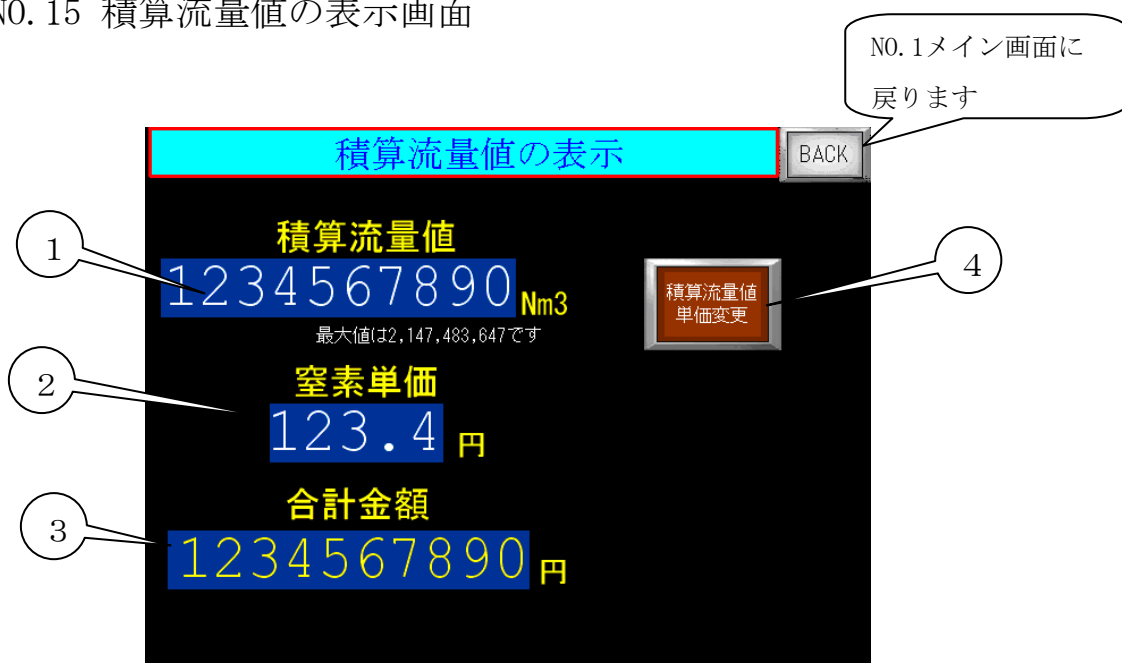 NO.15 積算流量値の表示画面
NO.1メイン画面に
戻ります
積算流量値の表示
BACK
1
積算流量値
1234567890 Nm3
最大値は2,147,483,647です
積算流量値
単価変更
4
2
窒素単価
123.4 円
3
合計金額
1234567890 円